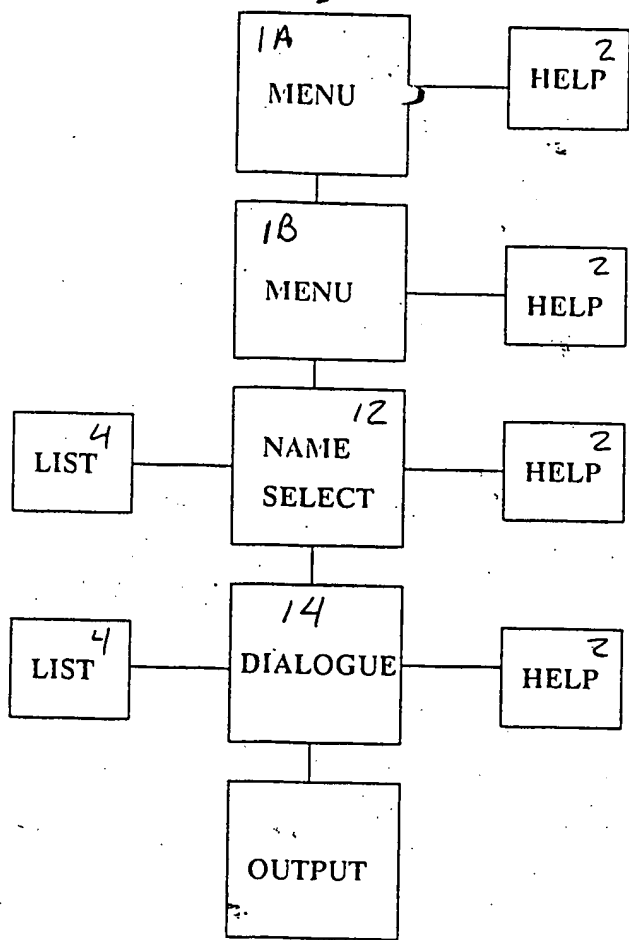 1A
MENU
2
HELP
1B
MENU
2
HELP
4
LIST
12
NAME
SELECT
2
HELP
4
LIST
14
DIALOGUE
2
HELP
OUTPUT